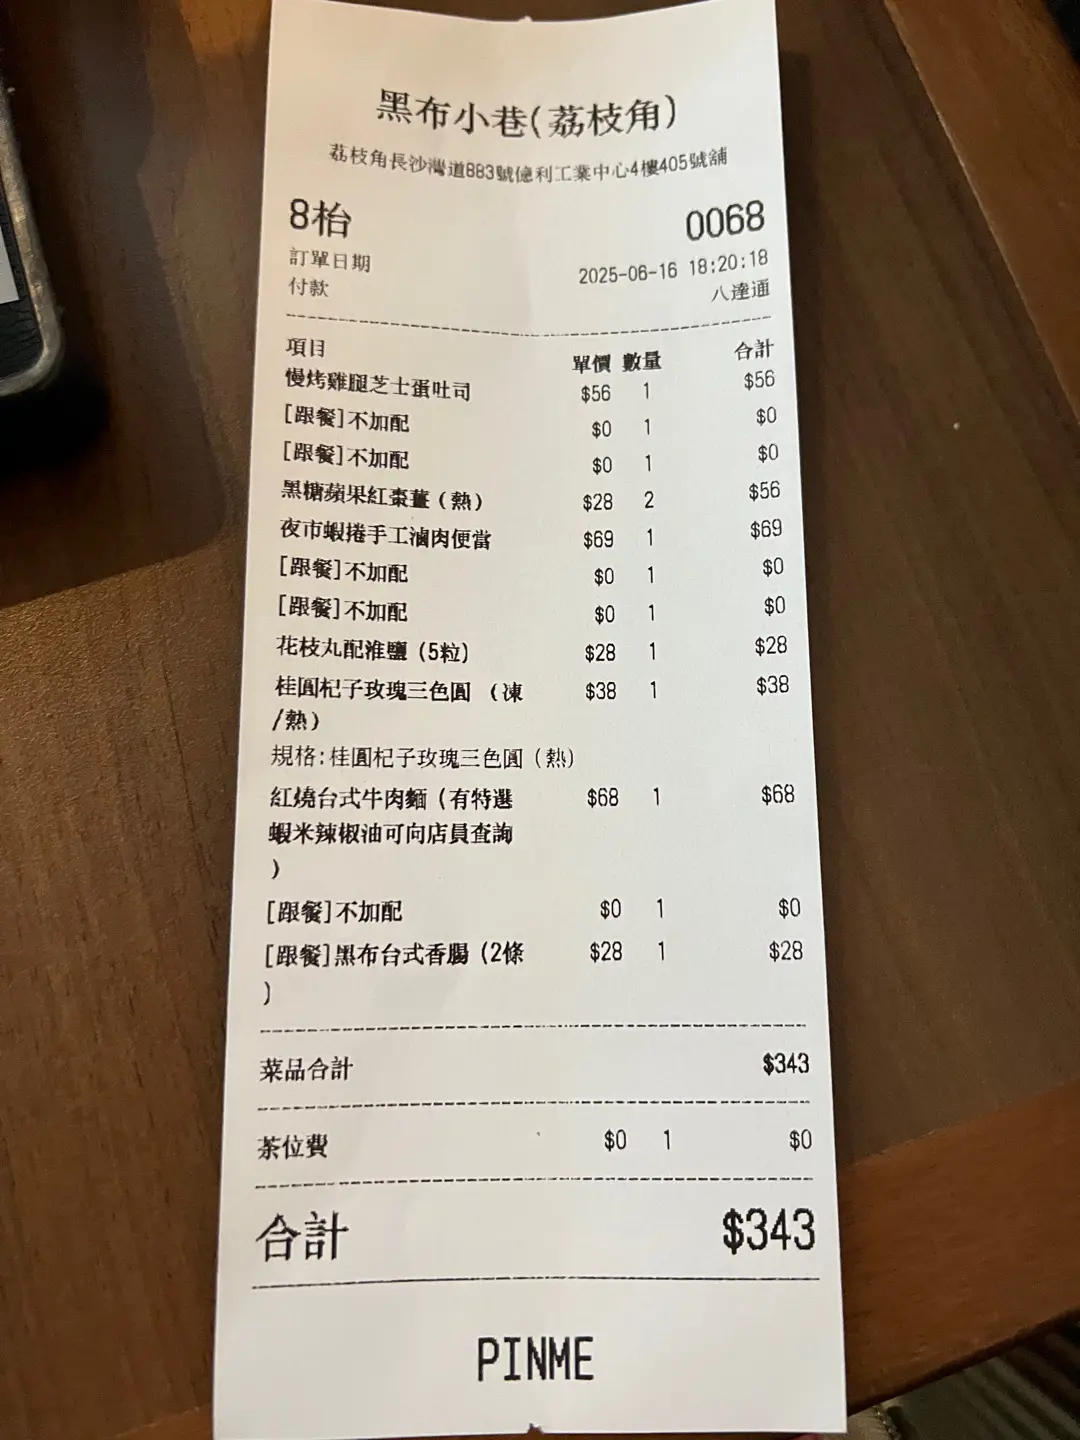 黑布小巷(荔枝角)
荔枝角長沙灣道883號億利工業中心4樓405號舖
8枱 0068
訂單日期 2025-06-16 18:20:18
付款 八達通
項目 單價 數量 合計
慢烤雞腿芝士蛋吐司 $56 1 $56
[跟餐]不加配 $0 1 $0
[跟餐]不加配 $0 1 $0
黑糖蘋果紅棗薑(熱) $28 2 $56
夜市蝦捲手工滷肉便當 $69 1 $69
[跟餐]不加配 $0 1 $0
[跟餐]不加配 $0 1 $0
花枝丸配淮鹽(5粒) $28 1 $28
桂圓杞子玫瑰三色圓 (凍 $38 1 $38
/熱)
規格:桂圓杞子玫瑰三色圓(熱)
紅燒台式牛肉麵(有特選 $68 1 $68
蝦米辣椒油可向店員查詢
)
[跟餐]不加配 $0 1 $0
[跟餐]黑布台式香腸(2條 $28 1 $28
)
菜品合計 $343
茶位費 $0 1 $0
合計 $343
PINME